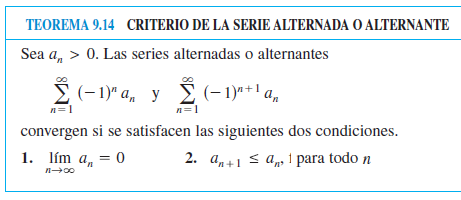 TEOREMA 9.14 CRITERIO DE LA SERIE ALTERNADA O ALTERNANTE
Sea aₙ > 0. Las series alternadas o alternantes
∞ ∑ n=1 (−1)ⁿ aₙ y ∞ ∑ n=1 (−1)ⁿ⁺¹ aₙ
convergen si se satisfacen las siguientes dos condiciones.
1. lím n→∞ aₙ = 0 2. aₙ₊₁ ≤ aₙ, para todo n